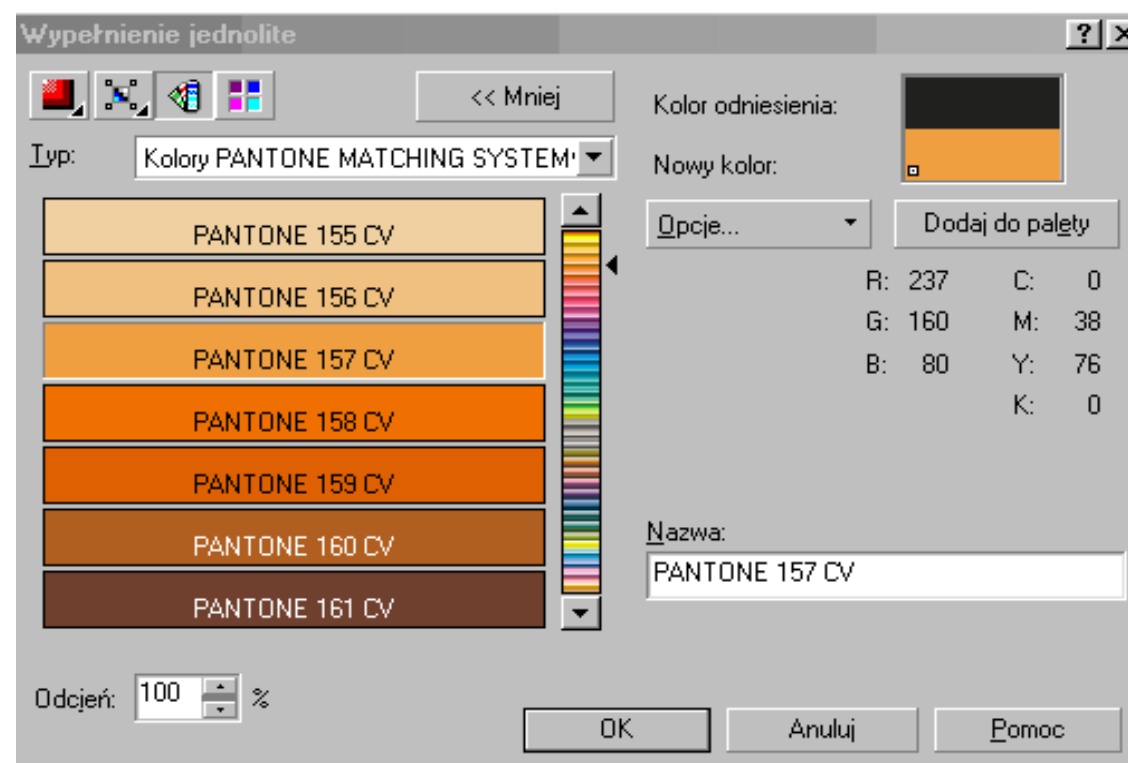 Wypełnienie jednolite
<< Mniej
Typ: Kolory PANTONE MATCHING SYSTEM
PANTONE 155 CV
PANTONE 156 CV
PANTONE 157 CV
PANTONE 158 CV
PANTONE 159 CV
PANTONE 160 CV
PANTONE 161 CV
Odcień: 100 %
Kolor odniesienia:
Nowy kolor:
Opcje... Dodaj do palety
R: 237 C: 0
G: 160 M: 38
B: 80 Y: 76
K: 0
Nazwa:
PANTONE 157 CV
OK Anuluj Pomoc